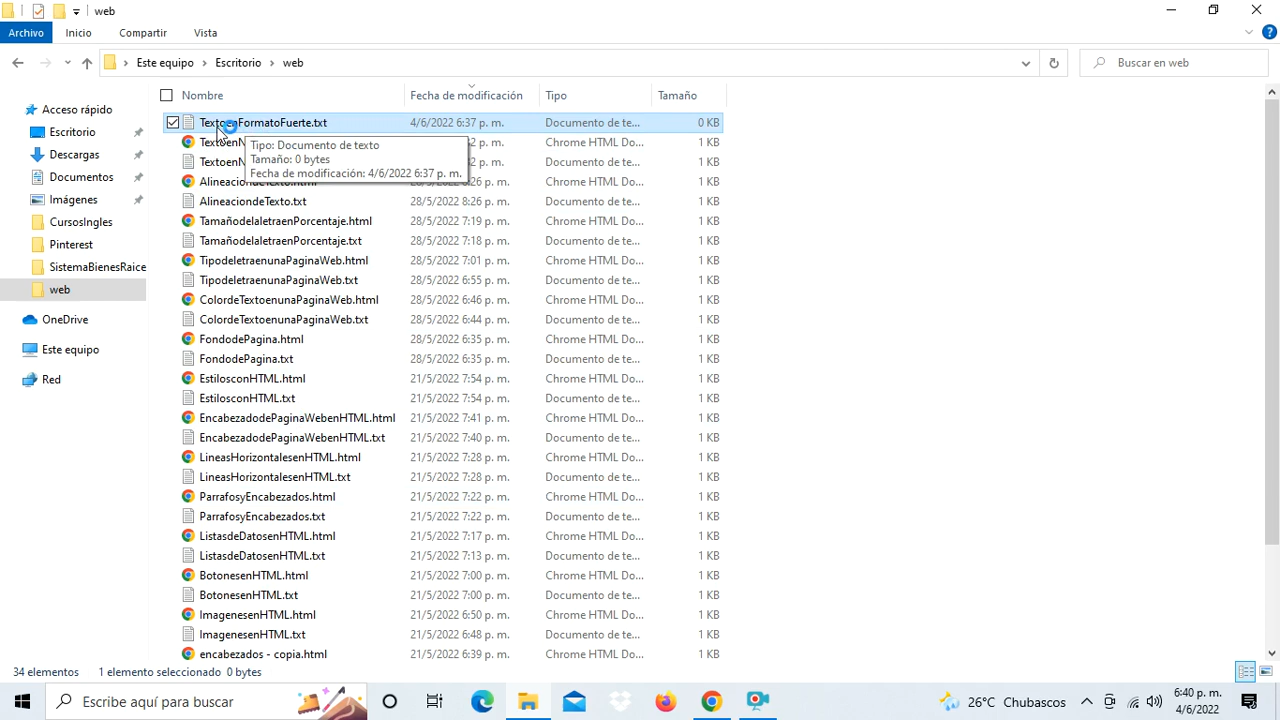 web
Archivo Inicio Compartir Vista
Este equipo Escritorio web Buscar en web
Nombre Fecha de modificación Tipo Tamaño
Acceso rápido
Escritorio
Descargas
Documentos
Imágenes
CursosIngles
Pinterest
SistemaBienesRaice
web
OneDrive
Este equipo
Red
FormatoFuerte.txt 4/6/2022 6:37 p. m. Documento de te... 0 KB
Chrome HTML Do... 1 KB
Documento de te... 1 KB
Tipo: Documento de texto
Tamaño: 0 bytes
Fecha de modificación: 4/6/2022 6:37 p. m.
AlineaciondeTexto.html 28/5/2022 8:26 p. m. Chrome HTML Do... 1 KB
AlineaciondeTexto.txt 28/5/2022 8:26 p. m. Documento de te... 1 KB
TamañodelaletraenPorcentaje.html 28/5/2022 7:19 p. m. Chrome HTML Do... 1 KB
TamañodelaletraenPorcentaje.txt 28/5/2022 7:18 p. m. Documento de te... 1 KB
TipodeletraenunaPaginaWeb.html 28/5/2022 7:01 p. m. Chrome HTML Do... 1 KB
TipodeletraenunaPaginaWeb.txt 28/5/2022 6:55 p. m. Documento de te... 1 KB
ColordeTextoenunaPaginaWeb.html 28/5/2022 6:46 p. m. Chrome HTML Do... 1 KB
ColordeTextoenunaPaginaWeb.txt 28/5/2022 6:44 p. m. Documento de te... 1 KB
FondodePagina.html 28/5/2022 6:35 p. m. Chrome HTML Do... 1 KB
FondodePagina.txt 28/5/2022 6:35 p. m. Documento de te... 1 KB
EstilosconHTML.html 21/5/2022 7:54 p. m. Chrome HTML Do... 1 KB
EstilosconHTML.txt 21/5/2022 7:54 p. m. Documento de te... 1 KB
EncabezadodePaginaWebenHTML.html 21/5/2022 7:41 p. m. Chrome HTML Do... 1 KB
EncabezadodePaginaWebenHTML.txt 21/5/2022 7:40 p. m. Documento de te... 1 KB
LineasHorizontalesenHTML.html 21/5/2022 7:28 p. m. Chrome HTML Do... 1 KB
LineasHorizontalesenHTML.txt 21/5/2022 7:28 p. m. Documento de te... 1 KB
ParrafosyEncabezados.html 21/5/2022 7:22 p. m. Chrome HTML Do... 1 KB
ParrafosyEncabezados.txt 21/5/2022 7:22 p. m. Documento de te... 1 KB
ListasdeDatosenHTML.html 21/5/2022 7:17 p. m. Chrome HTML Do... 1 KB
ListasdeDatosenHTML.txt 21/5/2022 7:13 p. m. Documento de te... 1 KB
BotonesenHTML.html 21/5/2022 7:00 p. m. Chrome HTML Do... 1 KB
BotonesenHTML.txt 21/5/2022 7:00 p. m. Documento de te... 1 KB
ImagenesenHTML.html 21/5/2022 6:50 p. m. Chrome HTML Do... 1 KB
ImagenesenHTML.txt 21/5/2022 6:48 p. m. Documento de te... 1 KB
encabezados - copia.html 21/5/2022 6:39 p. m. Chrome HTML Do... 1 KB
34 elementos 1 elemento seleccionado 0 bytes
Escribe aquí para buscar 26°C Chubascos 6:40 p. m.
4/6/2022